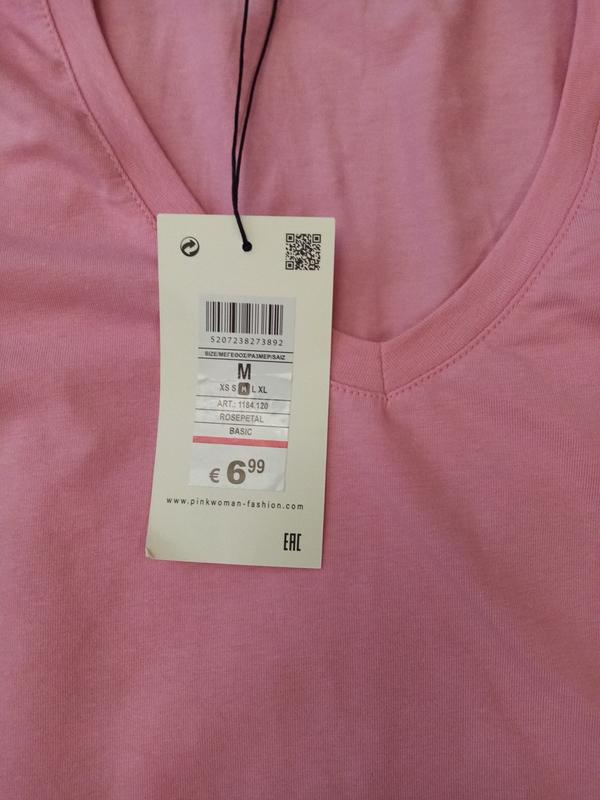 5207238273892
SIZE/ΜΕΓΕΘΟΣ/РАЗМЕР/SAIZ
M
XS S M L XL
ART.: 1184.120
ROSEPETAL
BASIC
€ 6 99
www.pinkwoman-fashion.com
EAC